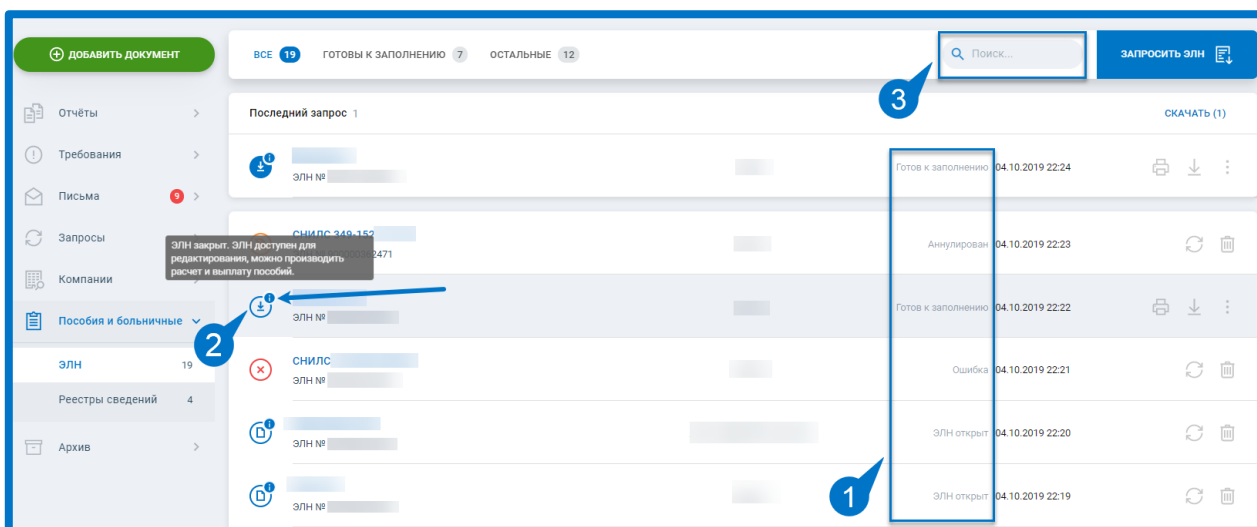 ДОБАВИТЬ ДОКУМЕНТ
ВСЕ 19 ГОТОВЫ К ЗАПОЛНЕНИЮ 7 ОСТАЛЬНЫЕ 12
Поиск...
ЗАПРОСИТЬ ЭЛН
3
Отчёты
Требования
Письма 9
Запросы
Компании
Пособия и больничные
ЭЛН 19
Реестры сведений 4
Архив
Последний запрос 1
СКАЧАТЬ (1)
ЭЛН №
Готов к заполнению 04.10.2019 22:24
СНИЛС 349-152
Аннулирован 04.10.2019 22:23
ЭЛН закрыт. ЭЛН доступен для
редактирования, можно производить
расчет и выплату пособий.
ЭЛН №
Готов к заполнению 04.10.2019 22:22
2
СНИЛС
ЭЛН №
Ошибка 04.10.2019 22:21
ЭЛН №
ЭЛН открыт 04.10.2019 22:20
ЭЛН №
ЭЛН открыт 04.10.2019 22:19
1